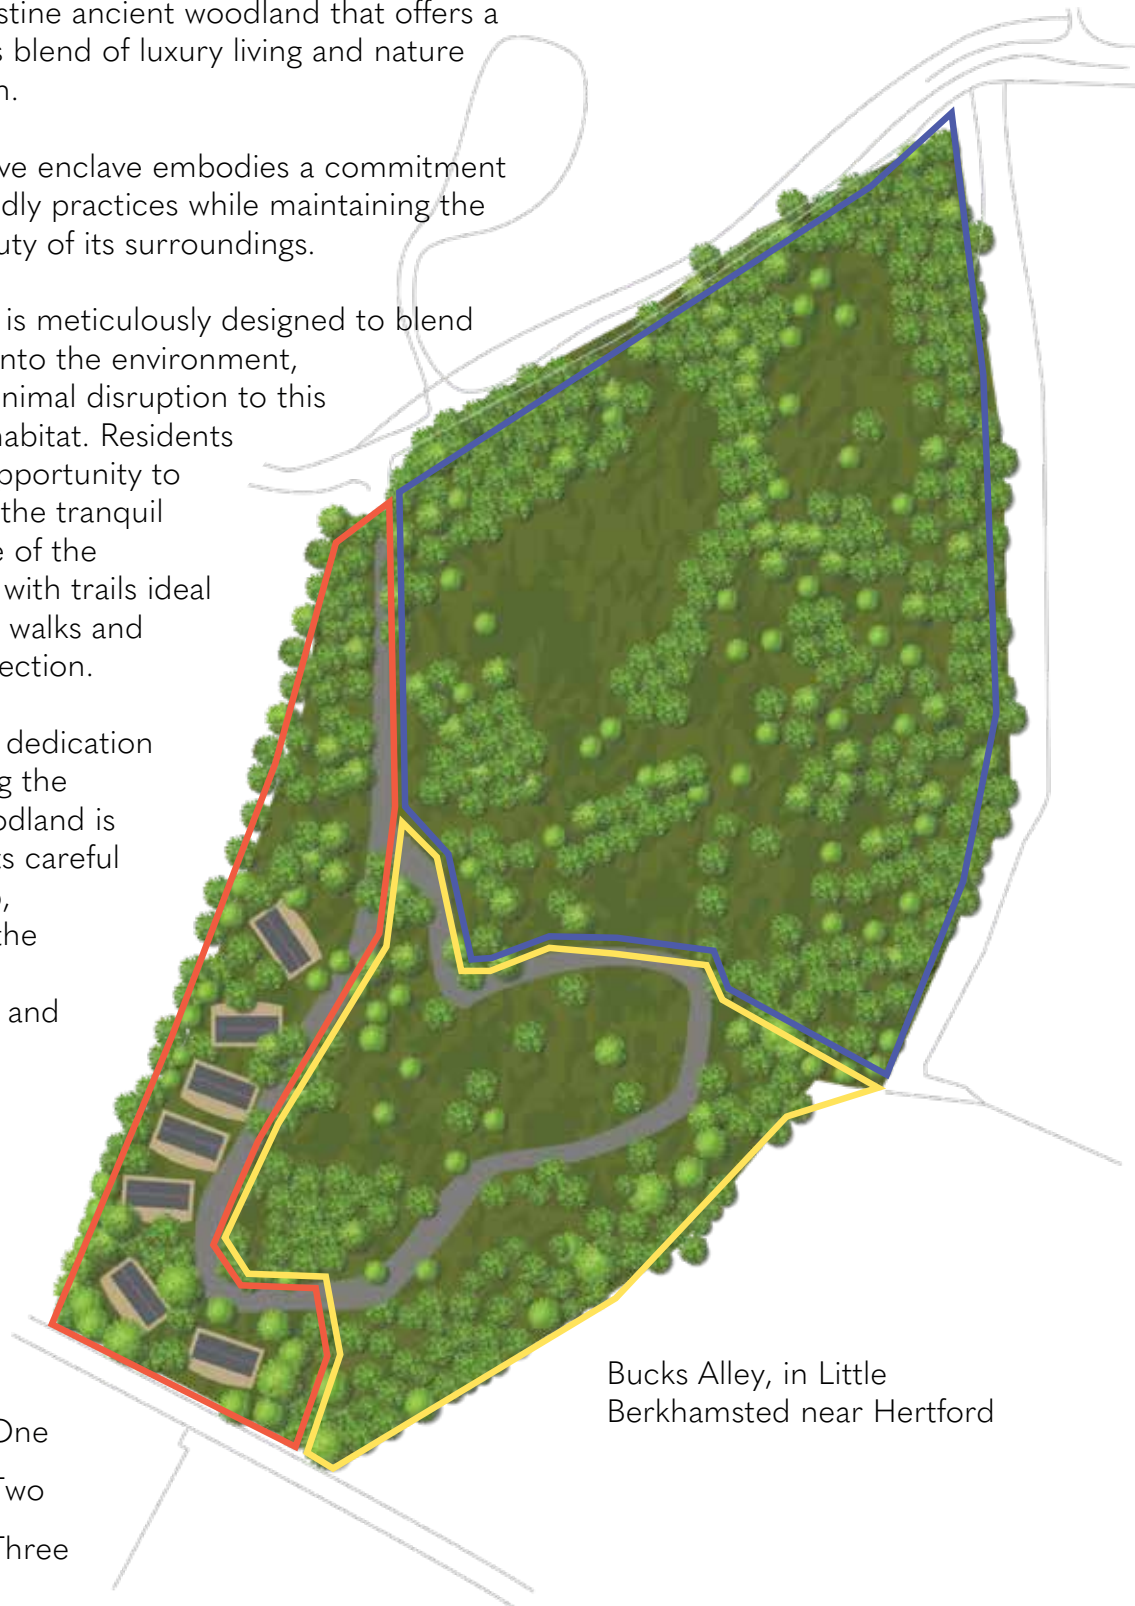 stine ancient woodland that offers a
s blend of luxury living and nature
n.
ve enclave embodies a commitment
dly practices while maintaining the
uty of its surroundings.
is meticulously designed to blend
nto the environment,
nimal disruption to this
habitat. Residents
pportunity to
the tranquil
e of the
with trails ideal
walks and
ection.
dedication
g the
odland is
ts careful
,
the
and
One
Two
Three
Bucks Alley, in Little
Berkhamsted near Hertford